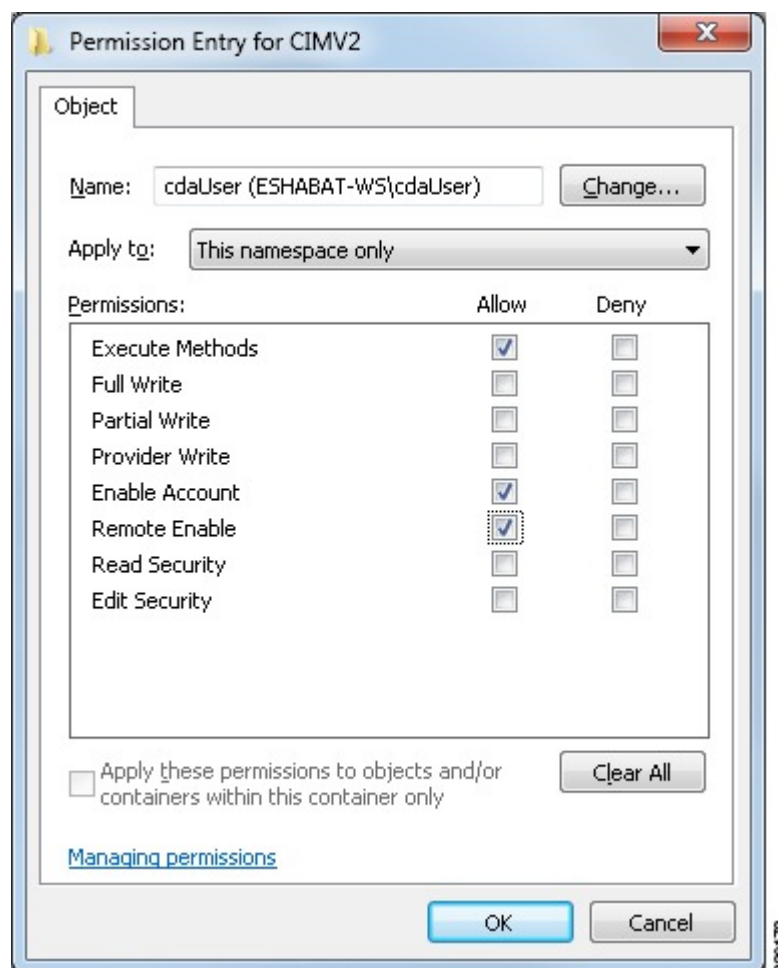 Permission Entry for CIMV2
Object
Name: cdaUser (ESHABAT-WS\cdaUser) Change...
Apply to: This namespace only
Permissions: Allow Deny
Execute Methods
Full Write
Partial Write
Provider Write
Enable Account
Remote Enable
Read Security
Edit Security
Apply these permissions to objects and/or
containers within this container only
Clear All
Managing permissions
OK Cancel